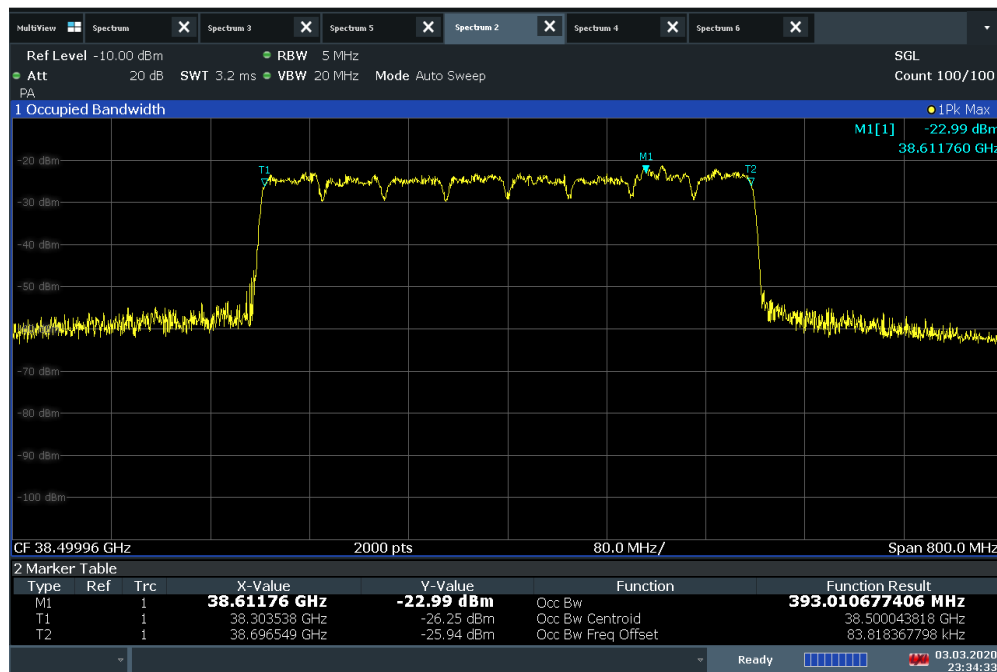 MultiView Spectrum Spectrum 3 Spectrum 5 Spectrum 2 Spectrum 4 Spectrum 6
Ref Level -10.00 dBm RBW 5 MHz SGL
Att 20 dB SWT 3.2 ms VBW 20 MHz Mode Auto Sweep Count 100/100
PA
1 Occupied Bandwidth 1Pk Max
M1[1] -22.99 dBm
38.611760 GHz
M1
-20 dBm
T1 T2
-30 dBm
-40 dBm
-50 dBm
-70 dBm
-80 dBm
-90 dBm
-100 dBm
CF 38.49996 GHz 2000 pts 80.0 MHz/ Span 800.0 MHz
2 Marker Table
Type Ref Trc X-Value Y-Value Function Function Result
M1 1 38.61176 GHz -22.99 dBm Occ Bw 393.010677406 MHz
T1 1 38.303538 GHz -26.25 dBm Occ Bw Centroid 38.500043818 GHz
T2 1 38.696549 GHz -25.94 dBm Occ Bw Freq Offset 83.818367798 kHz
Ready 03.03.2020
23:34:33